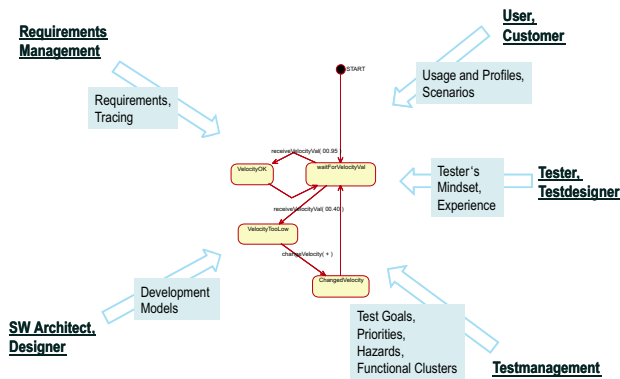 Requirements
Management
User,
Customer
START
Usage and Profiles,
Scenarios
Requirements,
Tracing
receiveVelocityVal( 00.95 )
VelocityOK
waitForVelocityVal
Tester‘s
Mindset,
Experience
Tester,
Testdesigner
receiveVelocityVal( 00.40 )
VelocityTooLow
changeVelocity( + )
ChangedVelocity
Development
Models
SW Architect,
Designer
Test Goals,
Priorities,
Hazards,
Functional Clusters
Testmanagement